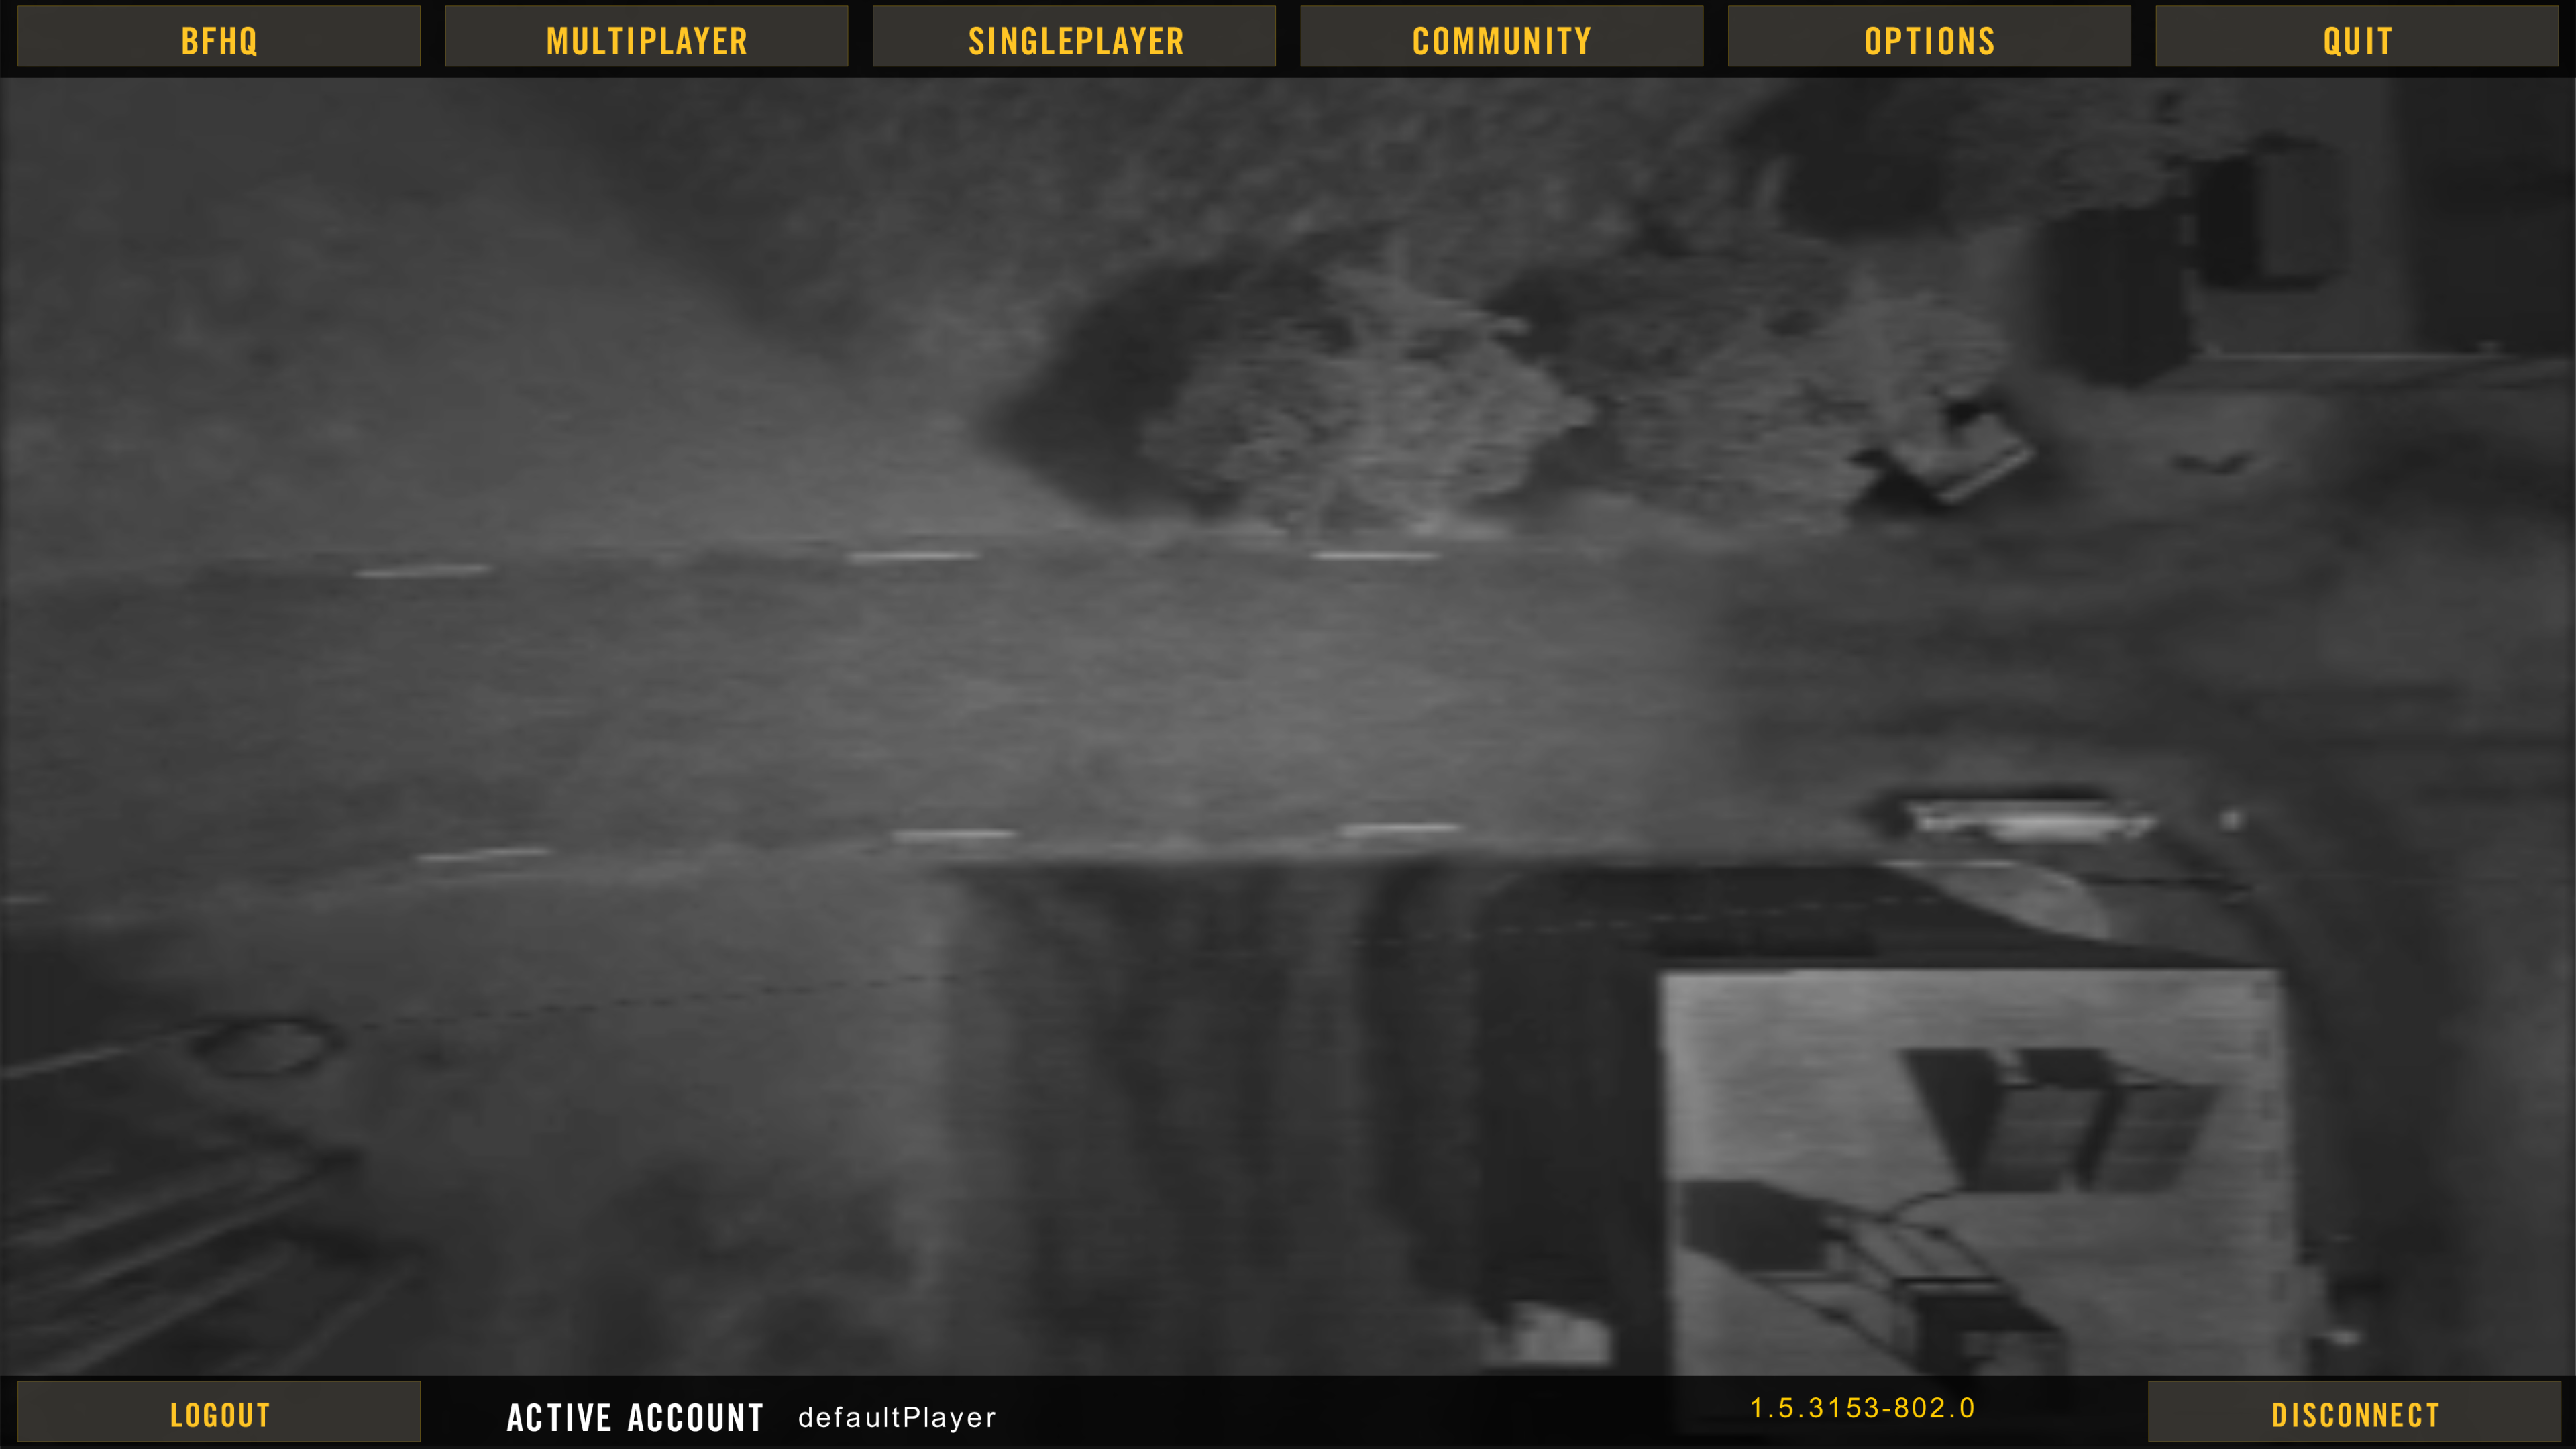 BFHQ
MULTIPLAYER
SINGLEPLAYER
COMMUNITY
OPTIONS
QUIT
LOGOUT
ACTIVE ACCOUNT defaultPlayer
1.5.3153-802.0
DISCONNECT